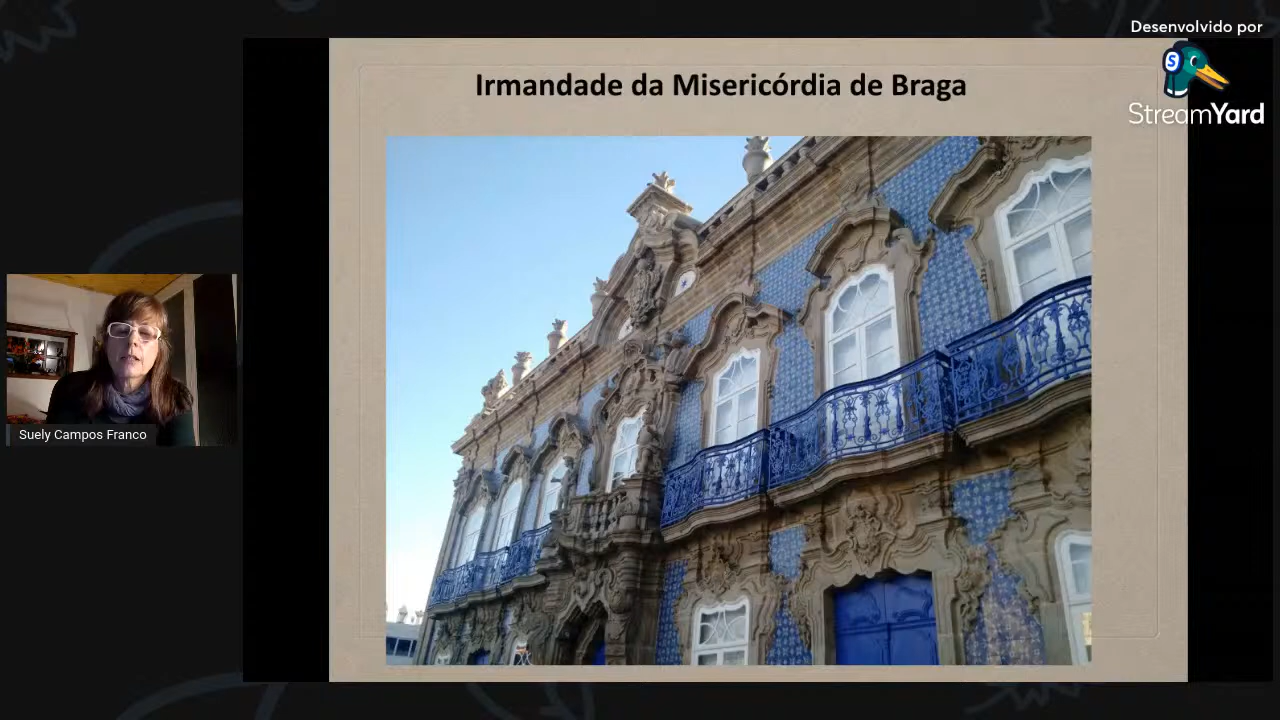 Desenvolvido por
StreamYard
Irmandade da Misericórdia de Braga
Suely Campos Franco